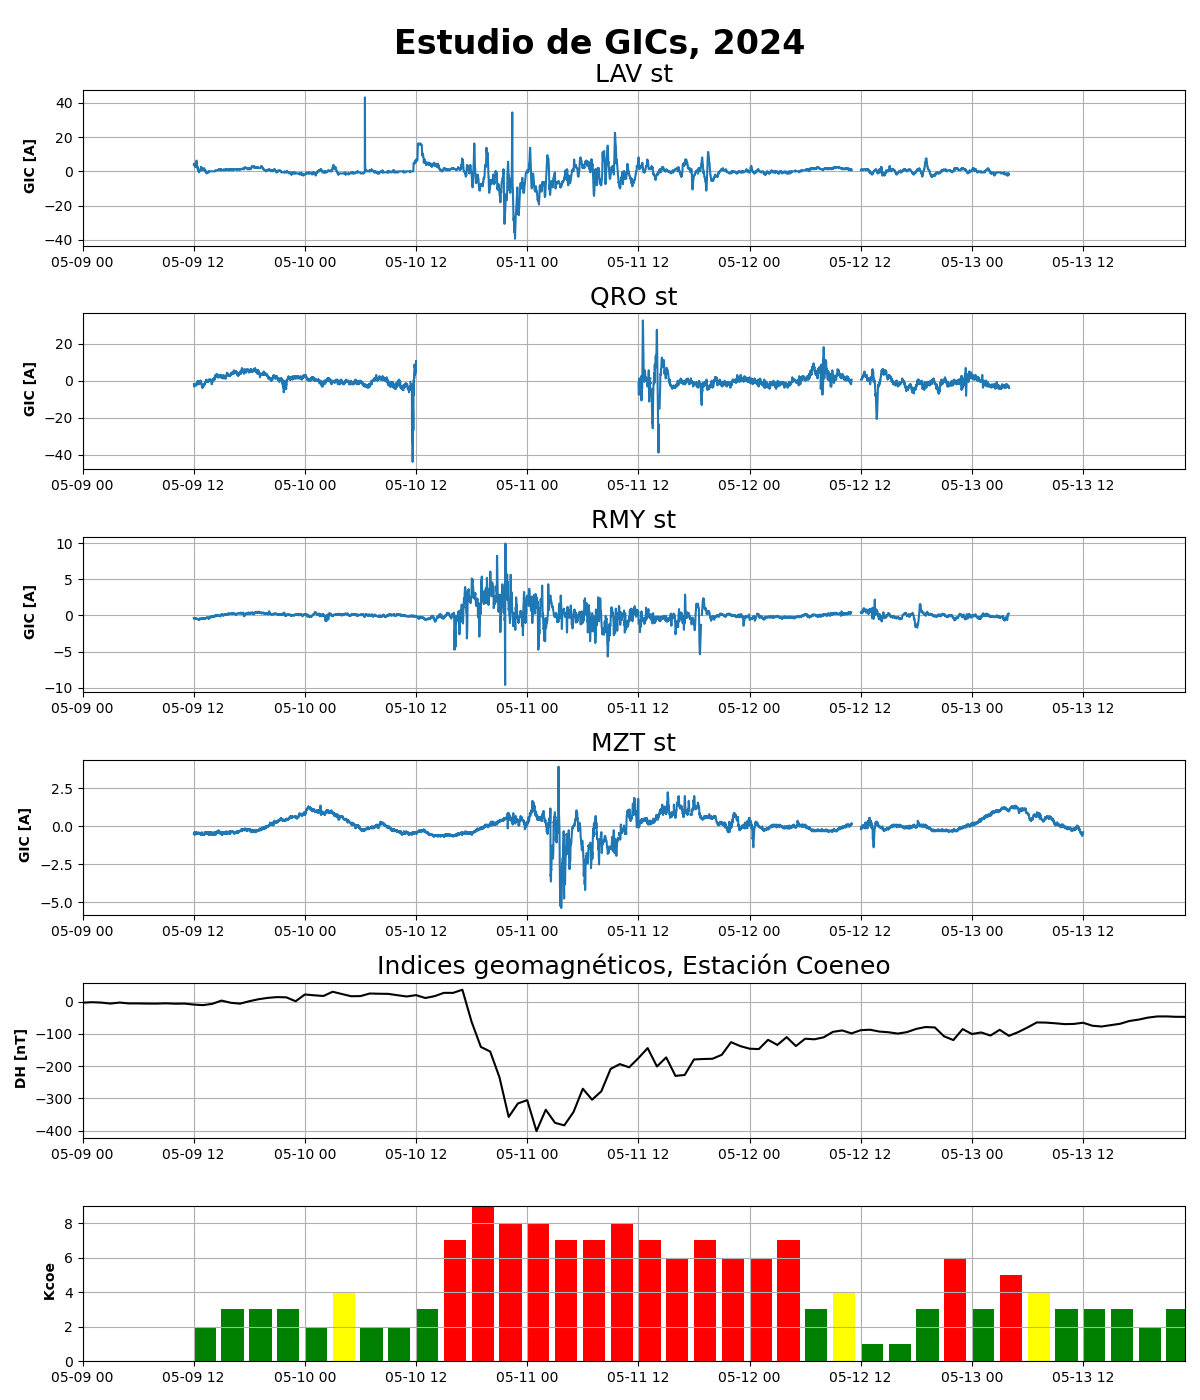 Estudio de GICs, 2024
LAV st
GIC [A]
40
20
0
−20
−40
05-09 00 05-09 12 05-10 00 05-10 12 05-11 00 05-11 12 05-12 00 05-12 12 05-13 00 05-13 12
QRO st
GIC [A]
20
0
−20
−40
05-09 00 05-09 12 05-10 00 05-10 12 05-11 00 05-11 12 05-12 00 05-12 12 05-13 00 05-13 12
RMY st
GIC [A]
10
5
0
−5
−10
05-09 00 05-09 12 05-10 00 05-10 12 05-11 00 05-11 12 05-12 00 05-12 12 05-13 00 05-13 12
MZT st
GIC [A]
2.5
0.0
−2.5
−5.0
05-09 00 05-09 12 05-10 00 05-10 12 05-11 00 05-11 12 05-12 00 05-12 12 05-13 00 05-13 12
Indices geomagnéticos, Estación Coeneo
DH [nT]
0
−100
−200
−300
−400
05-09 00 05-09 12 05-10 00 05-10 12 05-11 00 05-11 12 05-12 00 05-12 12 05-13 00 05-13 12
Kcoe
8
6
4
2
0
05-09 00 05-09 12 05-10 00 05-10 12 05-11 00 05-11 12 05-12 00 05-12 12 05-13 00 05-13 12